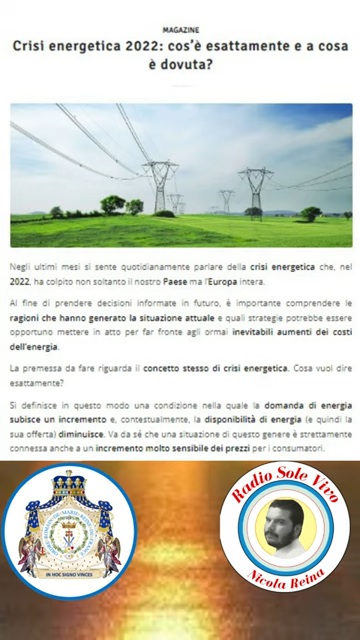 MAGAZINE
Crisi energetica 2022: cos'è esattamente e a cosa
è dovuta?
Negli ultimi mesi si sente quotidianamente parlare della crisi energetica che, nel
2022, ha colpito non soltanto il nostro Paese ma l'Europa intera.
Al fine di prendere decisioni informate in futuro, è importante comprendere le
ragioni che hanno generato la situazione attuale e quali strategie potrebbe essere
opportuno mettere in atto per far fronte agli ormai inevitabili aumenti dei costi
dell'energia.
La premessa da fare riguarda il concetto stesso di crisi energetica. Cosa vuol dire
esattamente?
Si definisce in questo modo una condizione nella quale la domanda di energia
subisce un incremento e, contestualmente, la disponibilità di energia (e quindi la
sua offerta) diminuisce. Va da sé che una situazione di questo genere è strettamente
connessa anche a un incremento molto sensibile dei prezzi per i consumatori.
IN HOC SIGNO VINCES
Radio Sole Vivo
Nicola Reina